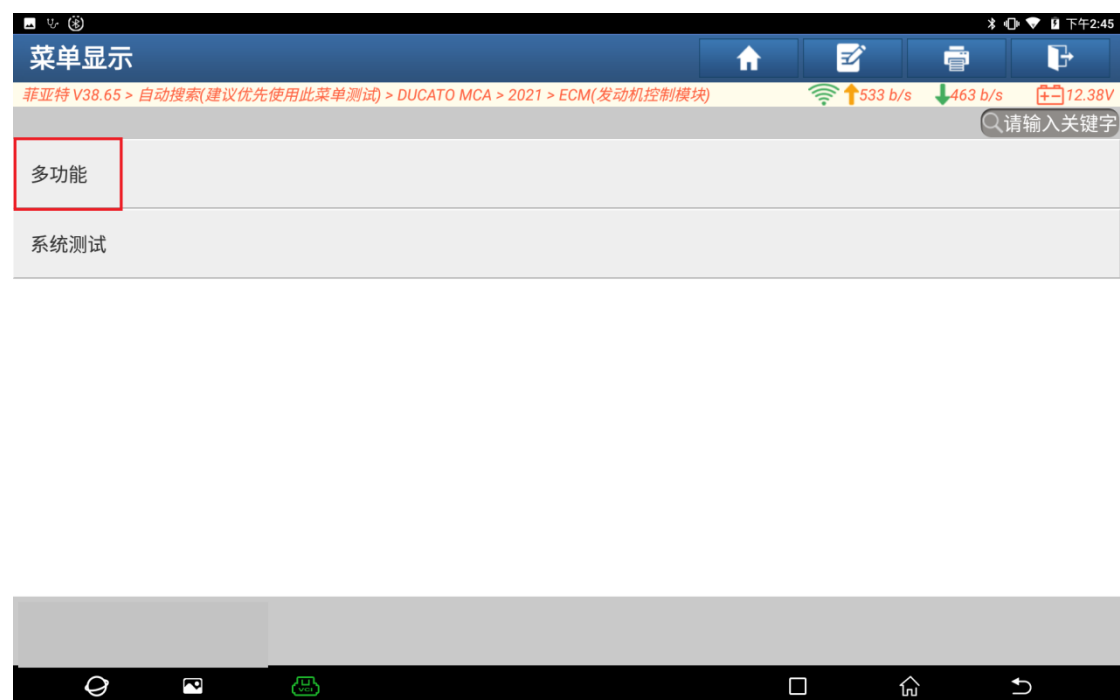 下午2:45
菜单显示
菲亚特 V38.65 > 自动搜索(建议优先使用此菜单测试) > DUCATO MCA > 2021 > ECM(发动机控制模块) 533 b/s 463 b/s 12.38V
请输入关键字
多功能
系统测试
VCI